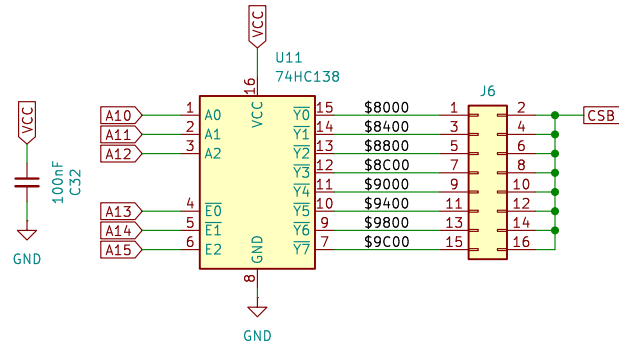 VCC
U11
74HC138
VCC
16
VCC
J6
A10 1 A0 Y0 15 $8000 1 2 CSB
A11 2 A1 Y1 14 $8400 3 4
A12 3 A2 Y2 13 $8800 5 6
Y3 12 $8C00 7 8
100nF
C32
Y4 11 $9000 9 10
A13 4 E0 Y5 10 $9400 11 12
A14 5 E1 Y6 9 $9800 13 14
A15 6 E2 Y7 7 $9C00 15 16
GND
GND
8
GND